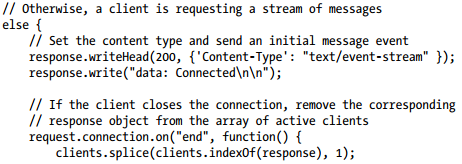 // Otherwise, a client is requesting a stream of messages
else {
// Set the content type and send an initial message event
response.writeHead(200, {'Content-Type': "text/event-stream" });
response.write("data: Connected\n\n");
// If the client closes the connection, remove the corresponding
// response object from the array of active clients
request.connection.on("end", function() {
clients.splice(clients.indexOf(response), 1);